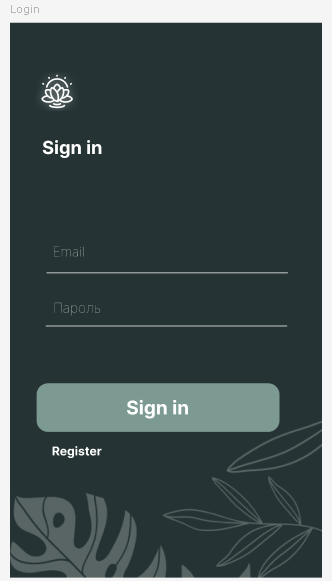 Login
Sign in
Email
Пароль
Sign in
Register